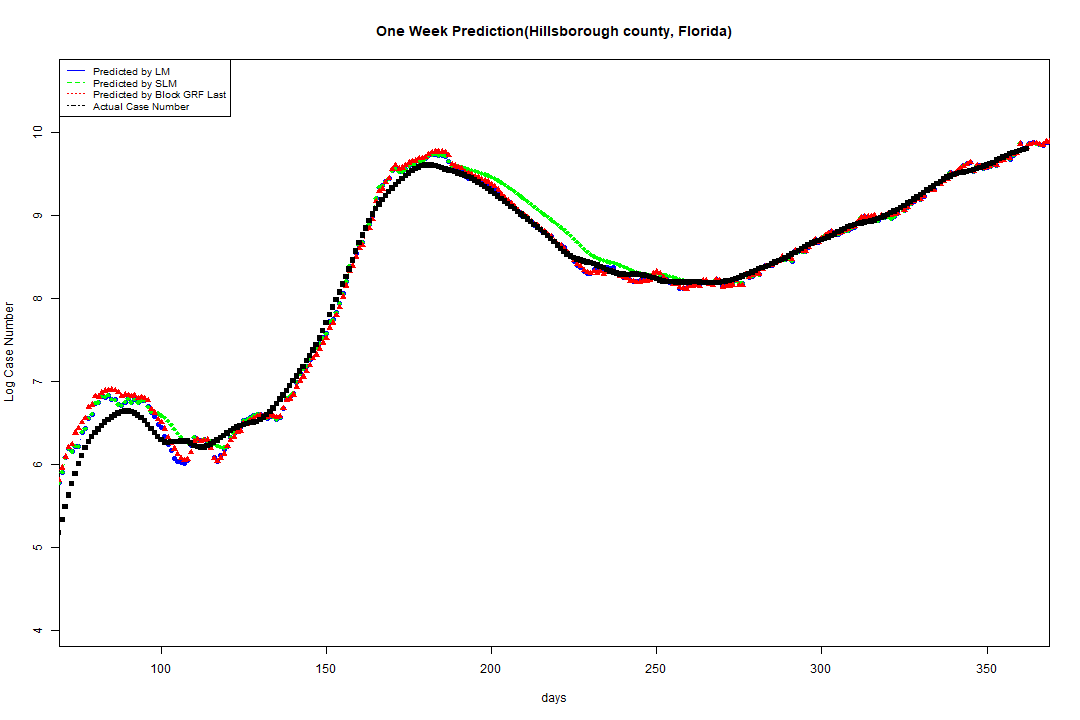 One Week Prediction(Hillsborough county, Florida)
Predicted by LM
Predicted by SLM
Predicted by Block GRF Last
Actual Case Number
10
9
8
7
6
5
4
Log Case Number
100 150 200 250 300 350
days